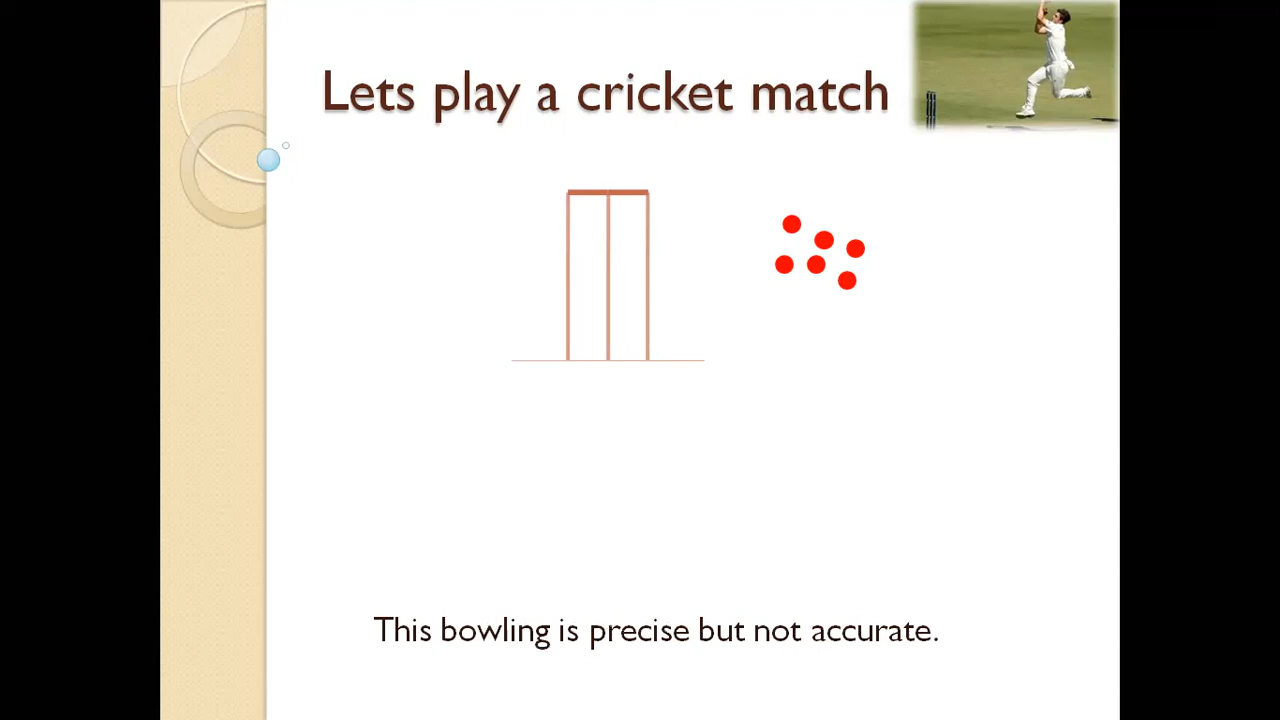 Lets play a cricket match
This bowling is precise but not accurate.